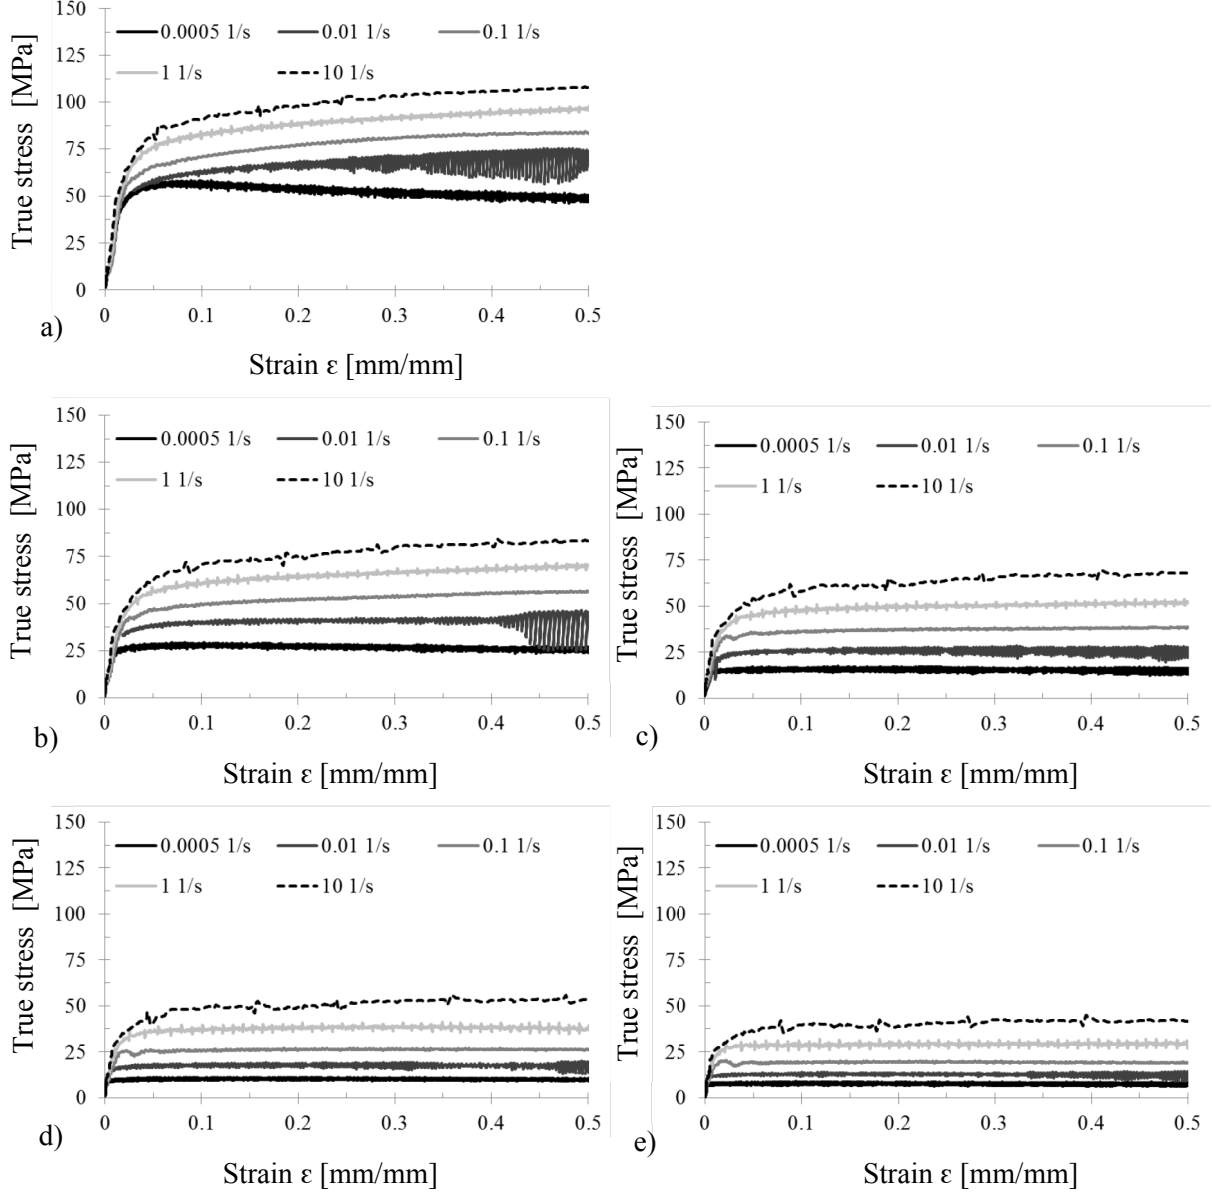 150
125
100
75
50
25
0
True stress [MPa]
0.0005 1/s 0.01 1/s 0.1 1/s
1 1/s 10 1/s
0 0.1 0.2 0.3 0.4 0.5
a)
Strain ε [mm/mm]
150
125
100
75
50
25
0
True stress [MPa]
0.0005 1/s 0.01 1/s 0.1 1/s
1 1/s 10 1/s
0 0.1 0.2 0.3 0.4 0.5
b)
Strain ε [mm/mm]
150
125
100
75
50
25
0
True stress [MPa]
0.0005 1/s 0.01 1/s 0.1 1/s
1 1/s 10 1/s
0 0.1 0.2 0.3 0.4 0.5
c)
Strain ε [mm/mm]
150
125
100
75
50
25
0
True stress [MPa]
0.0005 1/s 0.01 1/s 0.1 1/s
1 1/s 10 1/s
0 0.1 0.2 0.3 0.4 0.5
d)
Strain ε [mm/mm]
150
125
100
75
50
25
0
True stress [MPa]
0.0005 1/s 0.01 1/s 0.1 1/s
1 1/s 10 1/s
0 0.1 0.2 0.3 0.4 0.5
e)
Strain ε [mm/mm]